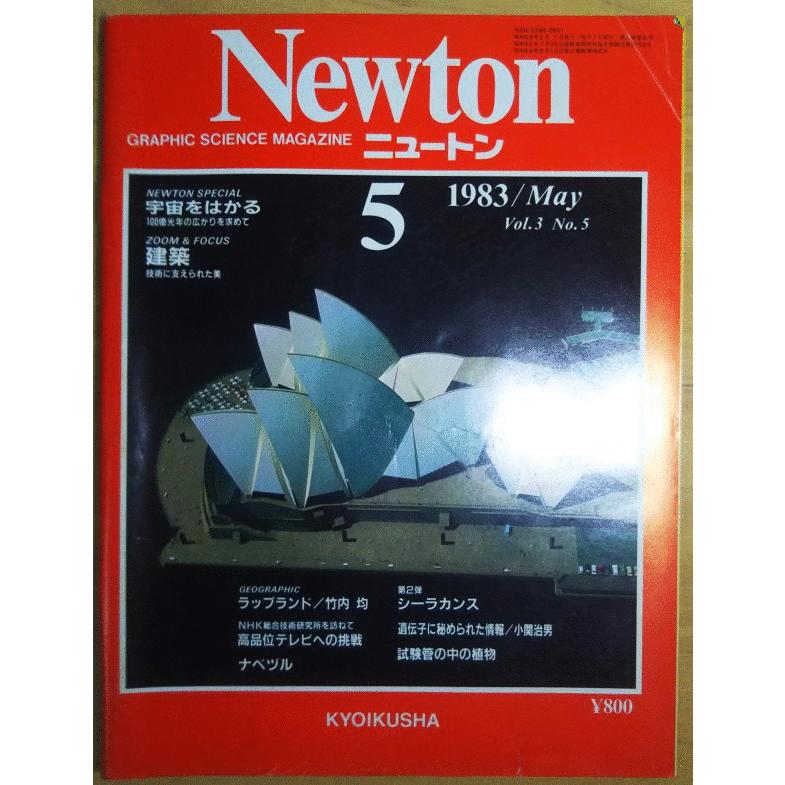 Newton
GRAPHIC SCIENCE MAGAZINE ニュートン
NEWTON SPECIAL
宇宙をはかる
100億光年の広がりを求めて
ZOOM & FOCUS
建築
技術に支えられた美
5
1983/May
Vol.3 No.5
GEOGRAPHIC
ラップランド/竹内 均
NHK総合技術研究所を訪ねて
高品位テレビへの挑戦
ナベヅル
第2弾
シーラカンス
遺伝子に秘められた情報/小関治男
試験管の中の植物
¥800
KYOIKUSHA